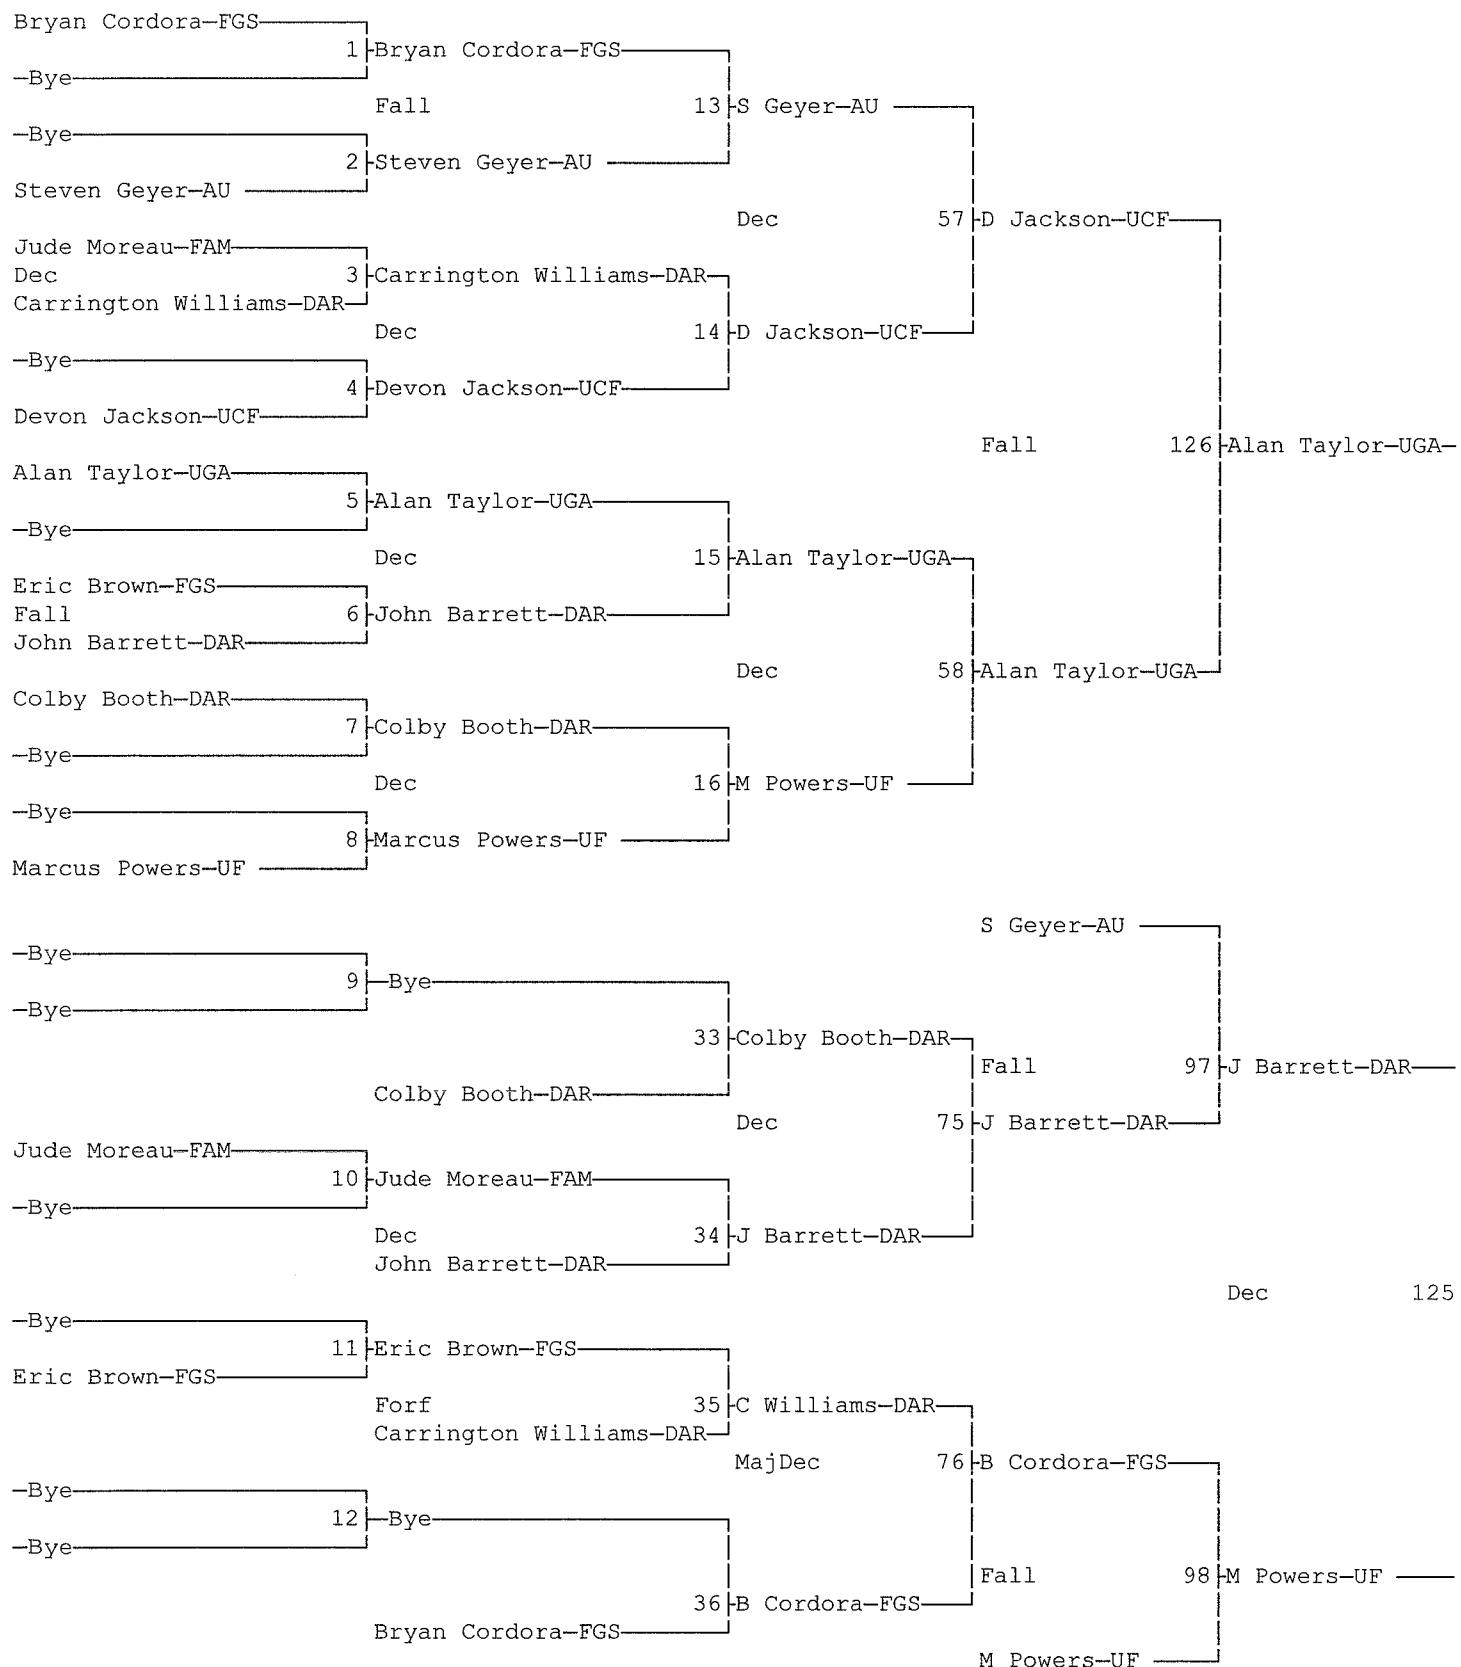 Bryan Cordora—FGS
1 Bryan Cordora—FGS
—Bye
Fall 13 S Geyer—AU
—Bye
2 Steven Geyer—AU
Steven Geyer—AU
Dec 57 D Jackson—UCF
Jude Moreau—FAM
Dec 3 Carrington Williams—DAR
Carrington Williams—DAR
Dec 14 D Jackson—UCF
—Bye
4 Devon Jackson—UCF
Devon Jackson—UCF
Fall 126 Alan Taylor—UGA
Alan Taylor—UGA
5 Alan Taylor—UGA
—Bye
Dec 15 Alan Taylor—UGA
Eric Brown—FGS
Fall 6 John Barrett—DAR
John Barrett—DAR
Dec 58 Alan Taylor—UGA
Colby Booth—DAR
7 Colby Booth—DAR
—Bye
Dec 16 M Powers—UF
—Bye
8 Marcus Powers—UF
Marcus Powers—UF
S Geyer—AU
—Bye
9 —Bye
—Bye
33 Colby Booth—DAR
Fall 97 J Barrett—DAR
Colby Booth—DAR
Dec 75 J Barrett—DAR
Jude Moreau—FAM
10 Jude Moreau—FAM
—Bye
Dec 34 J Barrett—DAR
John Barrett—DAR
Dec 125
—Bye
11 Eric Brown—FGS
Eric Brown—FGS
Forf 35 C Williams—DAR
Carrington Williams—DAR
MajDec 76 B Cordora—FGS
—Bye
12 —Bye
—Bye
Fall 98 M Powers—UF
36 B Cordora—FGS
Bryan Cordora—FGS
M Powers—UF